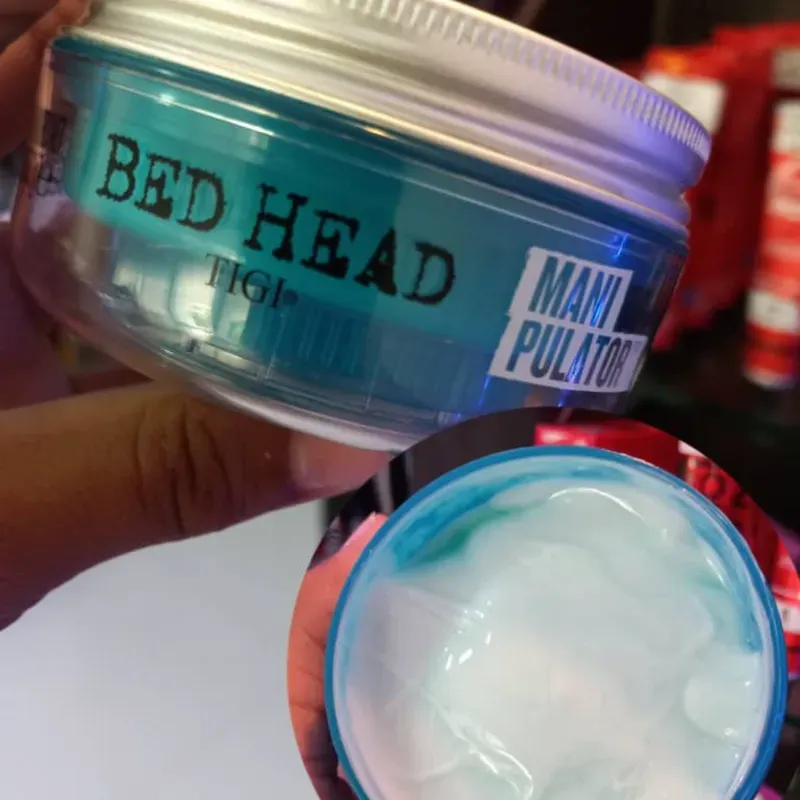 BED HEAD
TIGI
MANI
PULATOR